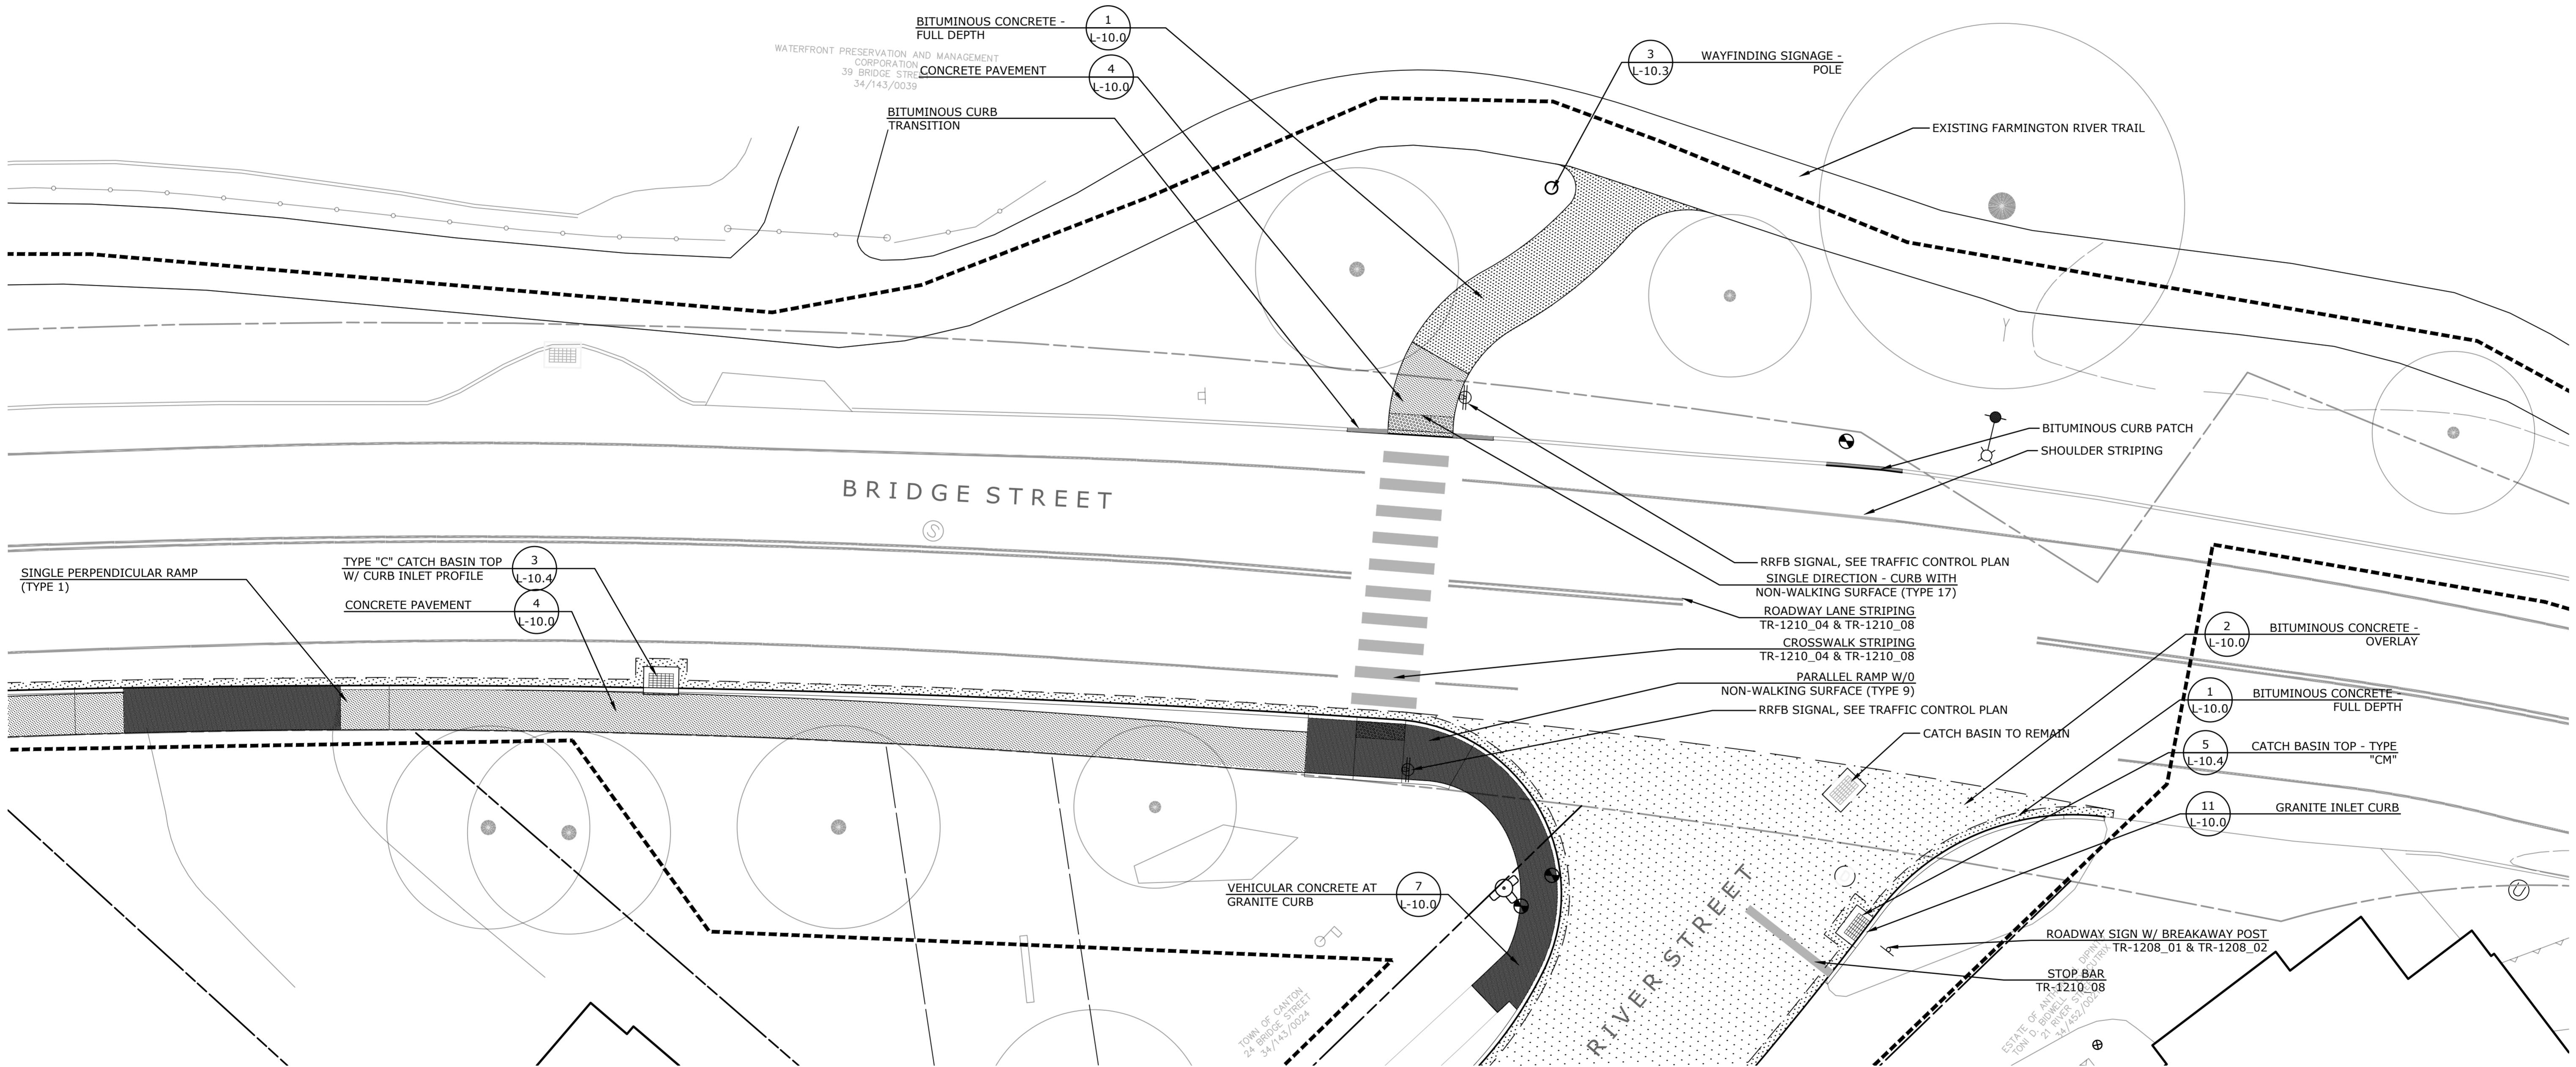 BITUMINOUS CONCRETE -
FULL DEPTH
1
L-10.0
WATERFRONT PRESERVATION AND MANAGEMENT
CORPORATION
39 BRIDGE STREET
34/143/0039
CONCRETE PAVEMENT
4
L-10.0
BITUMINOUS CURB
TRANSITION
3
L-10.3
WAYFINDING SIGNAGE -
POLE
EXISTING FARMINGTON RIVER TRAIL
BITUMINOUS CURB PATCH
SHOULDER STRIPING
BRIDGE STREET
S
SINGLE PERPENDICULAR RAMP
(TYPE 1)
TYPE "C" CATCH BASIN TOP
W/ CURB INLET PROFILE
3
L-10.4
CONCRETE PAVEMENT
4
L-10.0
RRFB SIGNAL, SEE TRAFFIC CONTROL PLAN
SINGLE DIRECTION - CURB WITH
NON-WALKING SURFACE (TYPE 17)
ROADWAY LANE STRIPING
TR-1210_04 & TR-1210_08
CROSSWALK STRIPING
TR-1210_04 & TR-1210_08
PARALLEL RAMP W/0
NON-WALKING SURFACE (TYPE 9)
RRFB SIGNAL, SEE TRAFFIC CONTROL PLAN
CATCH BASIN TO REMAIN
2
L-10.0
BITUMINOUS CONCRETE -
OVERLAY
1
L-10.0
BITUMINOUS CONCRETE -
FULL DEPTH
5
L-10.4
CATCH BASIN TOP - TYPE
"CM"
11
L-10.0
GRANITE INLET CURB
VEHICULAR CONCRETE AT
GRANITE CURB
7
L-10.0
RIVER STREET
ROADWAY SIGN W/ BREAKAWAY POST
TR-1208_01 & TR-1208_02
STOP BAR
TR-1210_08
TOWN OF CANTON
24 BRIDGE STREET
34/143/0024
ESTATE OF
TONI D. BIDWELL
21 RIVER